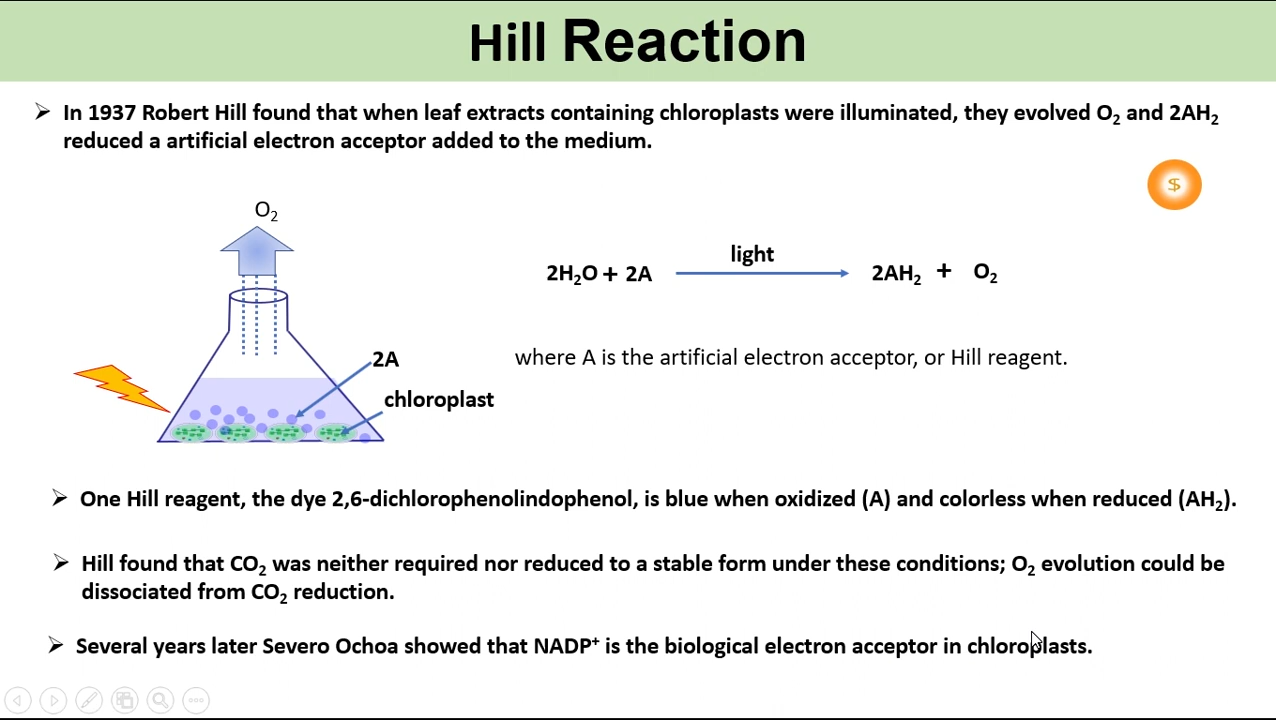 Hill Reaction
➢ In 1937 Robert Hill found that when leaf extracts containing chloroplasts were illuminated, they evolved O₂ and 2AH₂
reduced a artificial electron acceptor added to the medium.
$
O₂
light
2H₂O + 2A → 2AH₂ + O₂
2A
where A is the artificial electron acceptor, or Hill reagent.
chloroplast
➢ One Hill reagent, the dye 2,6-dichlorophenolindophenol, is blue when oxidized (A) and colorless when reduced (AH₂).
➢ Hill found that CO₂ was neither required nor reduced to a stable form under these conditions; O₂ evolution could be
dissociated from CO₂ reduction.
➢ Several years later Severo Ochoa showed that NADP⁺ is the biological electron acceptor in chloroplasts.